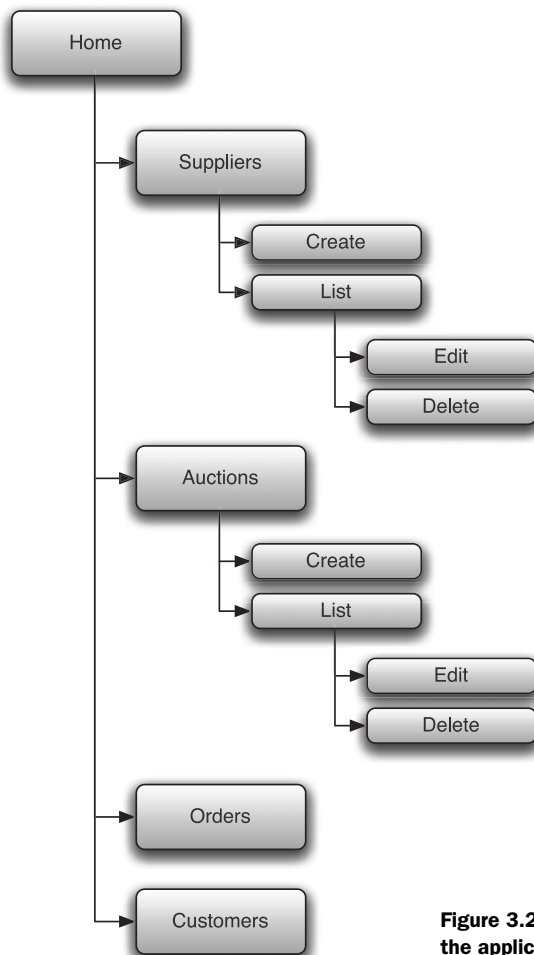 Home
Suppliers
Create
List
Edit
Delete
Auctions
Create
List
Edit
Delete
Orders
Customers
Figure 3.2
the applic